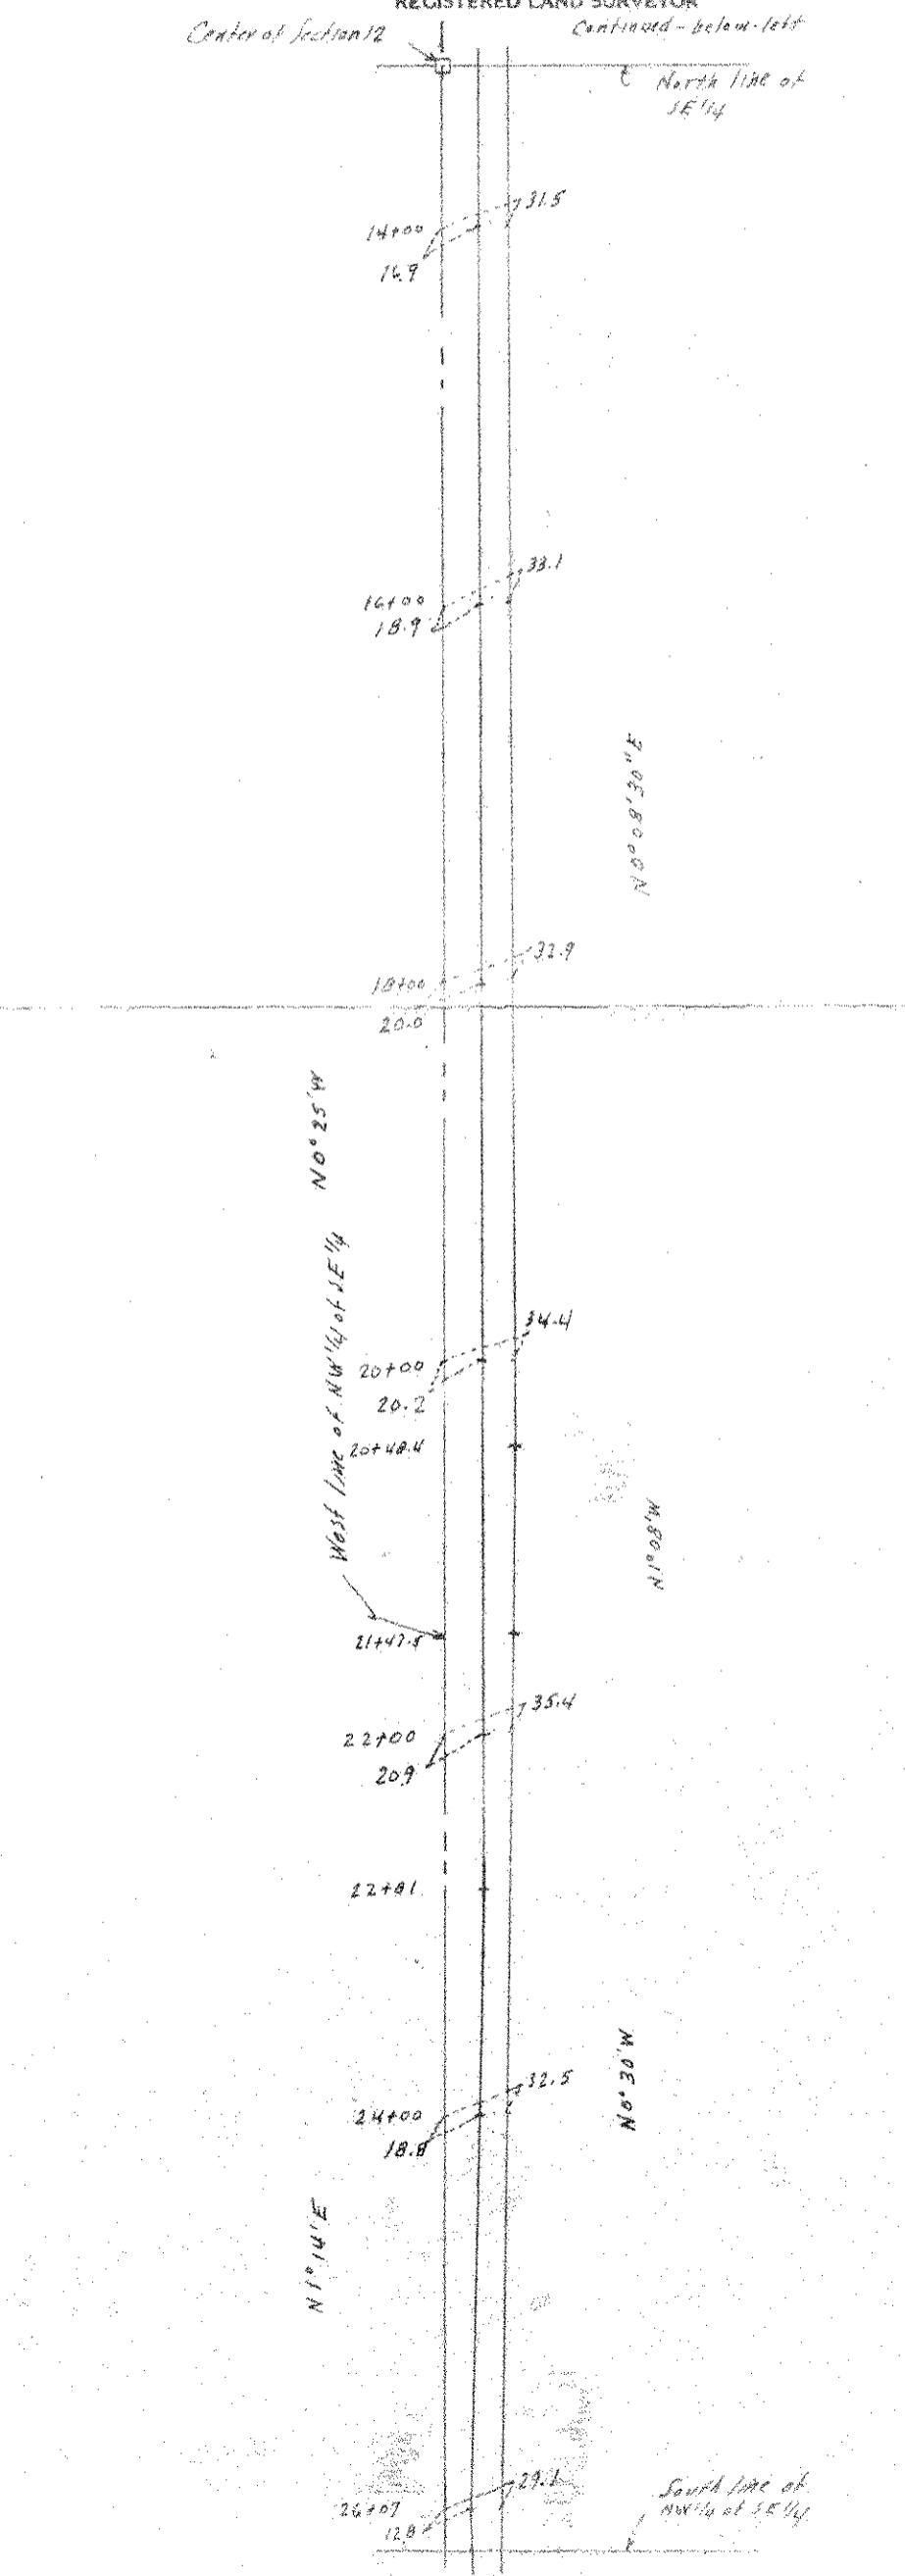 REGISTERED LAND SURVEYOR
Center of Section 12
Continued - below - left
North line of
SE 1/4
31.5
14+00
16.9
33.1
16+00
18.9
N 0° 08' 30" E
32.9
18+00
20.0
N 0° 25' W
West line of NW 1/4 of SE 1/4
34.4
20+00
20.2
20+48.4
N 1° 08' W
21+47.5
35.4
22+00
20.9
22+81
N 0° 30' W
32.5
24+00
18.8
N 1° 14' E
29.1
26+07
12.8
South line of
NW 1/4 of SE 1/4